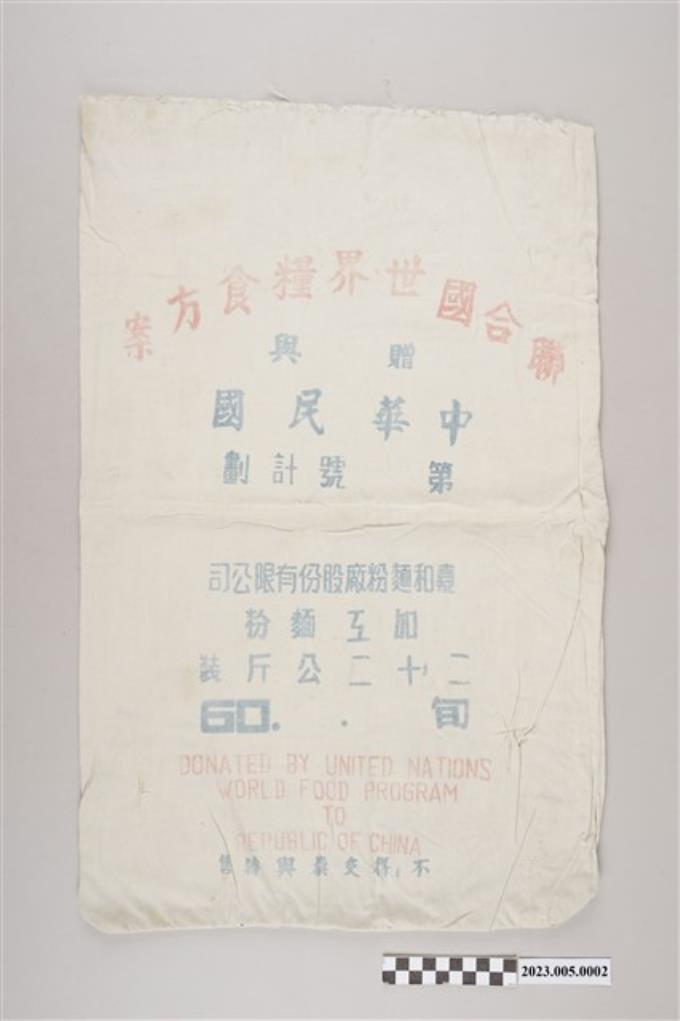 聯合國世界糧食方案
贈與
中華民國
第 號計劃
嘉和麵粉廠股份有限公司
加工麵粉
二十二公斤裝
60. . 旬
DONATED BY UNITED NATIONS
WORLD FOOD PROGRAM
TO
REPUBLIC OF CHINA
不得交與轉售
2023.005.0002